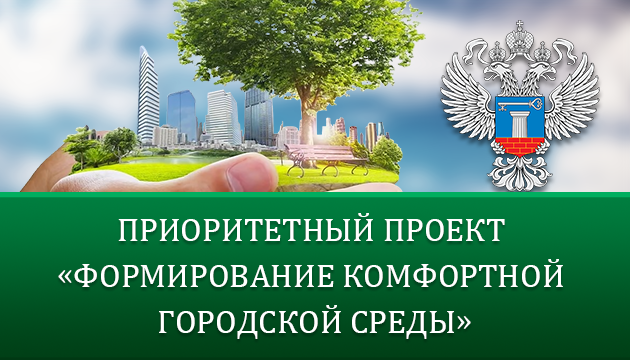 ПРИОРИТЕТНЫЙ ПРОЕКТ
«ФОРМИРОВАНИЕ КОМФОРТНОЙ
ГОРОДСКОЙ СРЕДЫ»